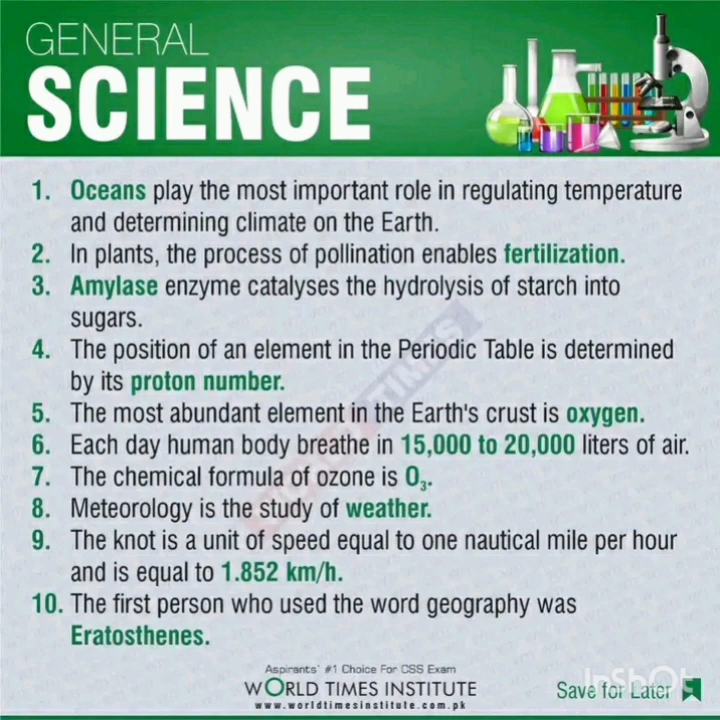 GENERAL
SCIENCE
1. Oceans play the most important role in regulating temperature
and determining climate on the Earth.
2. In plants, the process of pollination enables fertilization.
3. Amylase enzyme catalyses the hydrolysis of starch into
sugars.
4. The position of an element in the Periodic Table is determined
by its proton number.
5. The most abundant element in the Earth's crust is oxygen.
6. Each day human body breathe in 15,000 to 20,000 liters of air.
7. The chemical formula of ozone is O₃.
8. Meteorology is the study of weather.
9. The knot is a unit of speed equal to one nautical mile per hour
and is equal to 1.852 km/h.
10. The first person who used the word geography was
Eratosthenes.
Aspirants' #1 Choice For CSS Exam
WORLD TIMES INSTITUTE
www.worldtimesinstitute.com.pk
Save for Later
InShOt
WORLD TIMES